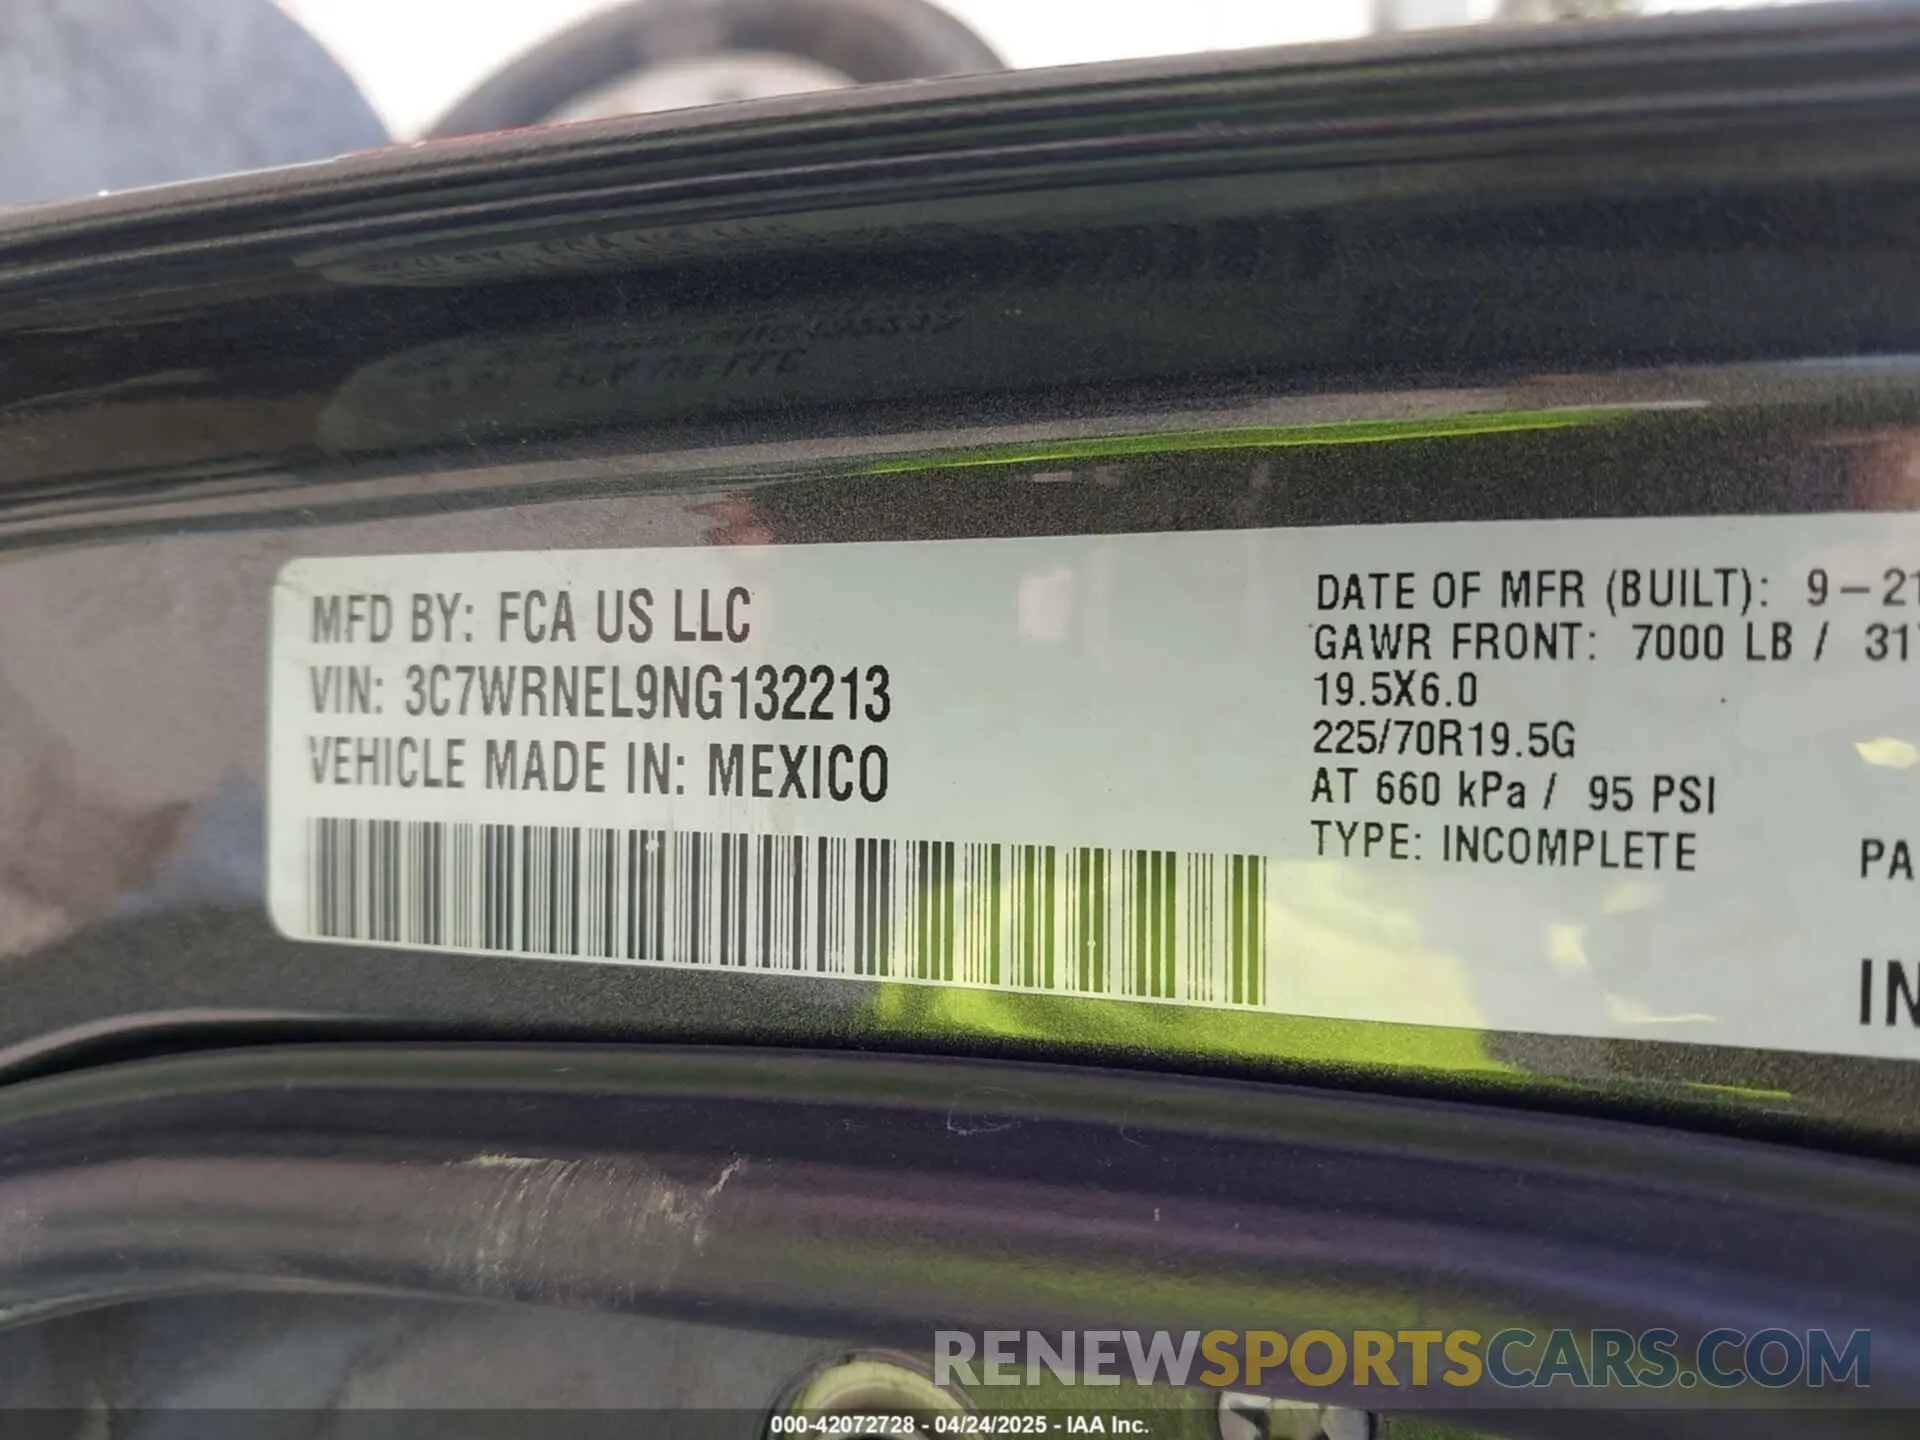 MFD BY: FCA US LLC
VIN: 3C7WRNEL9NG132213
VEHICLE MADE IN: MEXICO
DATE OF MFR (BUILT): 9-21
GAWR FRONT: 7000 LB / 31
19.5X6.0
225/70R19.5G
AT 660 kPa / 95 PSI
TYPE: INCOMPLETE
PA
IN
RENEWSPORTSCARS.COM
000-42072728 - 04/24/2025 - IAA Inc.